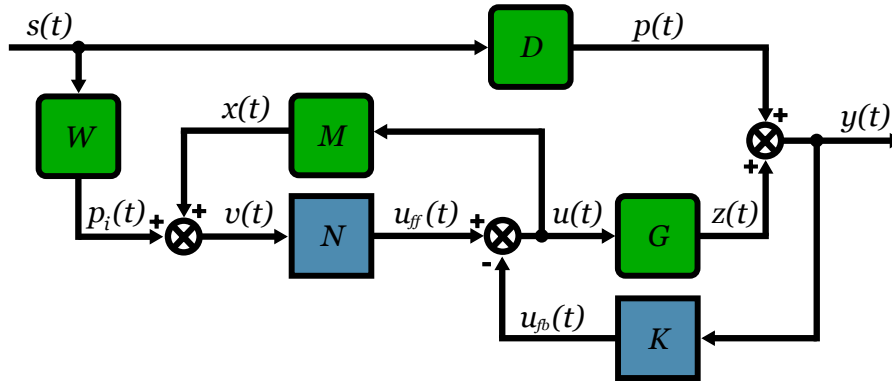 s(t)
D
p(t)
W
x(t)
M
+
y(t)
+
p_i(t)
+
+
v(t)
N
u_ff(t)
+
u(t)
G
z(t)
-
u_fb(t)
K